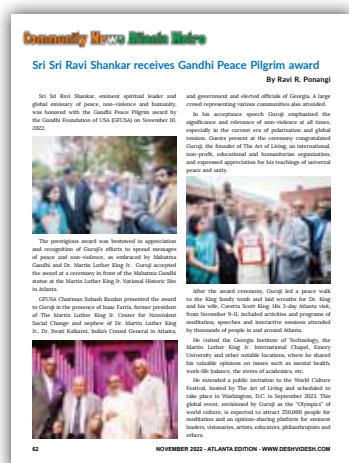 Community News Atlanta Metro
Sri Sri Ravi Shankar receives Gandhi Peace Pilgrim award
By Ravi R. Ponangi
Sri Sri Ravi Shankar, eminent spiritual leader and
global emissary of peace, non-violence and humanity,
was honored with the Gandhi Peace Pilgrim award by
the Gandhi Foundation of USA (GFUSA) on November 10,
2022.
The prestigious award was bestowed in appreciation
and recognition of Guruji's efforts to spread messages
of peace and non-violence, as embraced by Mahatma
Gandhi and Dr. Martin Luther King Jr. Guruji accepted
the award at a ceremony in front of the Mahatma Gandhi
statue at the Martin Luther King Jr. National Historic Site
in Atlanta.
GFUSA Chairman Subash Razdan presented the award
to Guruji in the presence of Isaac Farris, former president
of The Martin Luther King Jr. Center for Nonviolent
Social Change and nephew of Dr. Martin Luther King
Jr., Dr. Swati Kulkarni, India's Consul General in Atlanta,
and government and elected officials of Georgia. A large
crowd representing various communities also attended.
In his acceptance speech Guruji emphasized the
significance and relevance of non-violence at all times,
especially in the current era of polarization and global
tension. Guests present at the ceremony congratulated
Guruji, the founder of The Art of Living, an international,
non-profit, educational and humanitarian organization,
and expressed appreciation for his teachings of universal
peace and unity.
After the award ceremony, Guruji led a peace walk
to the King family tomb and laid wreaths for Dr. King
and his wife, Coretta Scott King. His 3-day Atlanta visit,
from November 9-11, included activities and programs of
meditation, speeches and interactive sessions attended
by thousands of people in and around Atlanta.
He visited the Georgia Institute of Technology, the
Martin Luther King Jr. International Chapel, Emory
University and other notable locations, where he shared
his valuable opinions on issues such as mental health,
work-life balance, the stress of academics, etc.
He extended a public invitation to the World Culture
Festival, hosted by The Art of Living and scheduled to
take place in Washington, D.C. in September 2023. This
global event, envisioned by Guruji as the "Olympics" of
world culture, is expected to attract 250,000 people for
meditation and an opinion-sharing platform for eminent
leaders, visionaries, artists, educators, philanthropists and
others.
62
NOVEMBER 2022 - ATLANTA EDITION - WWW.DESHVIDESH.COM